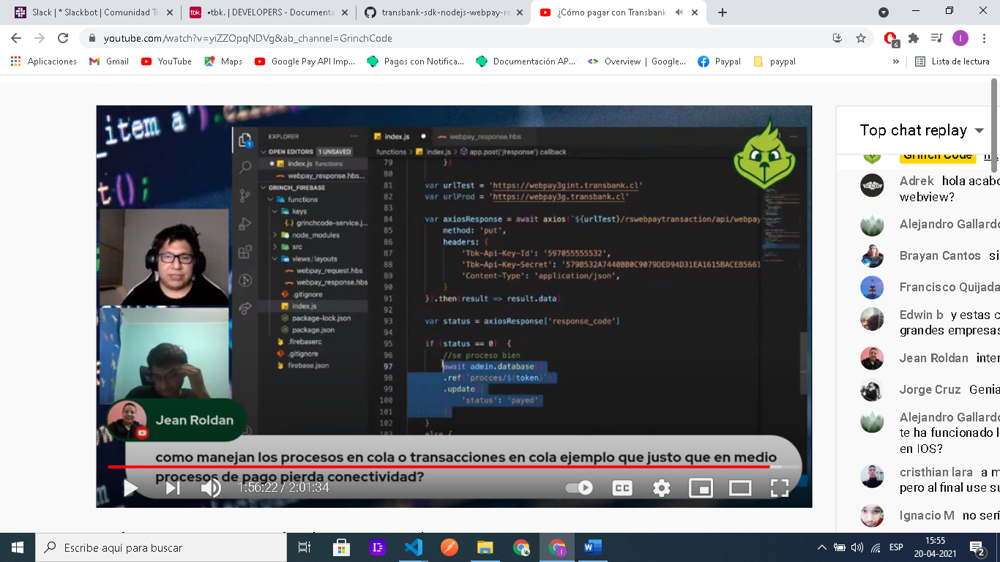 Slack | * Slackbot | Comunidad Tr
•tbk. | DEVELOPERS - Documenta
transbank-sdk-nodejs-webpay-re
¿Cómo pagar con Transbank
youtube.com/watch?v=yiZZOpqNDVg&ab_channel=GrinchCode
6
I
Aplicaciones
Gmail
YouTube
Maps
Google Pay API Imp...
Pagos con Notifica...
Documentación AP...
Overview | Google...
Paypal
paypal
»
Lista de lectura
item a').
t();
EXPLORER
OPEN EDITORS 1 UNSAVED
index.js functions
webpay_response.hbs...
GRINCH_FIREBASE
functions
keys
grinchcode-service.j...
node_modules
src
views/layouts
webpay_request.hbs
webpay_response.hbs
.gitignore
index.js
package-lock.json
package.json
.firebaserc
.gitignore
firebase.json
index.js
webpay_response.hbs
functions > index.js > app.post('/response') callback
79 })
80
81 var urlTest = 'https://webpay3gint.transbank.cl'
82 var urlProd = 'https://webpay3g.transbank.cl'
83
84 var axiosResponse = await axios(`${urlTest}/rswebpaytransaction/api/webpay
85 method: 'put',
86 headers: {
87 'Tbk-Api-Key-Id': '597055555532',
88 'Tbk-Api-Key-Secret': '579B532A7440BB0C9079DED94D31EA1615BACEB5661
89 'Content-Type': 'application/json',
90 }
91 }).then(result => result.data)
92
93 var status = axiosResponse['response_code']
94
95 if (status == 0) {
96 //se proceso bien
97 await admin.database()
98 .ref(`procces/${token}`)
99 .update({
100 'status': 'payed'
101 })
102 }
103 else {
Jean Roldan
como manejan los procesos en cola o transacciones en cola ejemplo que justo que en medio
procesos de pago pierda conectividad?
1:56:22 / 2:01:34
CC
Top chat replay
Grinch Code
Adrek hola acabo
webview?
Alejandro Gallardo
Brayan Cantos si
Francisco Quijada
Edwin b y estas c
grandes empresas
Jean Roldan inter
Jorge Cruz Genia
Alejandro Gallardo
te ha funcionado l
en IOS?
cristhian lara a m
pero al final use su
Ignacio M no serí
Escribe aquí para buscar
ESP
15:55
20-04-2021
2